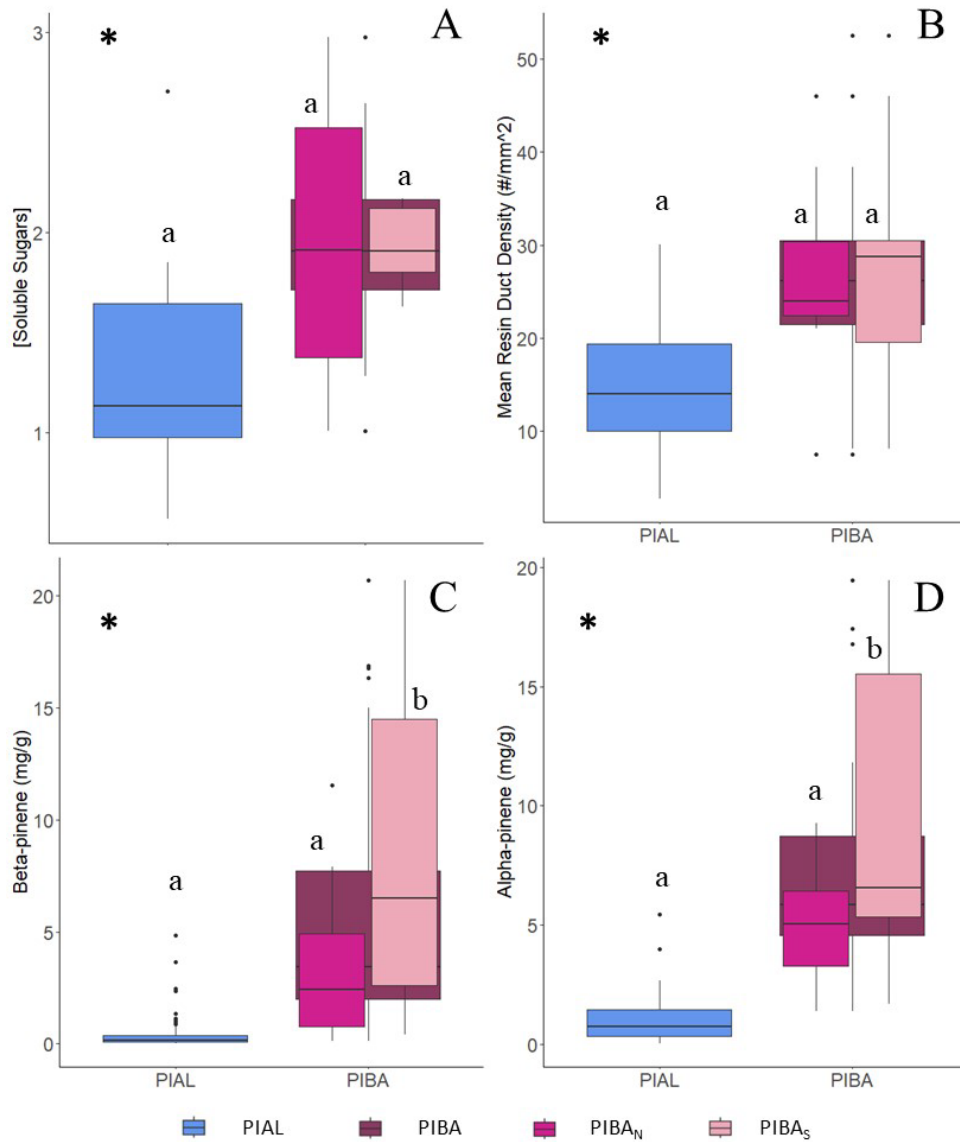 A
*
[Soluble Sugars]
3
2
1
a
a
a
B
*
Mean Resin Duct Density (#/mm^2)
50
40
30
20
10
a
a
a
PIAL
PIBA
C
*
Beta-pinene (mg/g)
20
15
10
5
0
a
a
b
PIAL
PIBA
D
*
Alpha-pinene (mg/g)
20
15
10
5
0
a
a
b
PIAL
PIBA
PIAL PIBA PIBA_N PIBA_S